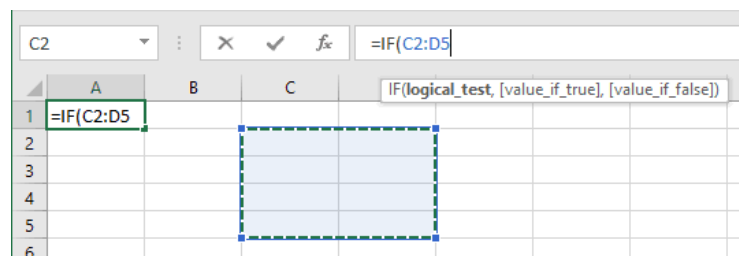 C2 fx =IF(C2:D5
A B C
IF(logical_test, [value_if_true], [value_if_false])
1 =IF(C2:D5
2
3
4
5
6